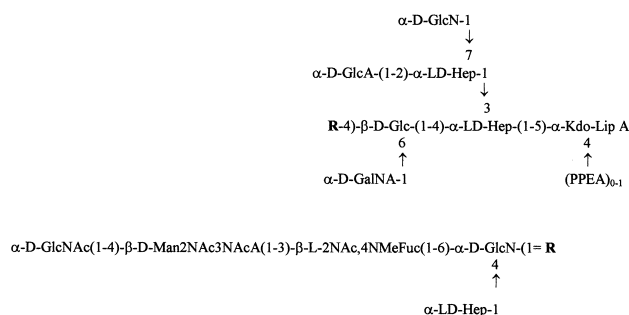 α-D-GlcN-1
↓
7
α-D-GlcA-(1-2)-α-LD-Hep-1
↓
3
R-4)-β-D-Glc-(1-4)-α-LD-Hep-(1-5)-α-Kdo-Lip A
6 4
↑ ↑
α-D-GalNA-1 (PPEA)0-1
α-D-GlcNAc(1-4)-β-D-Man2NAc3NAcA(1-3)-β-L-2NAc,4NMeFuc(1-6)-α-D-GlcN-(1= R
4
↑
α-LD-Hep-1